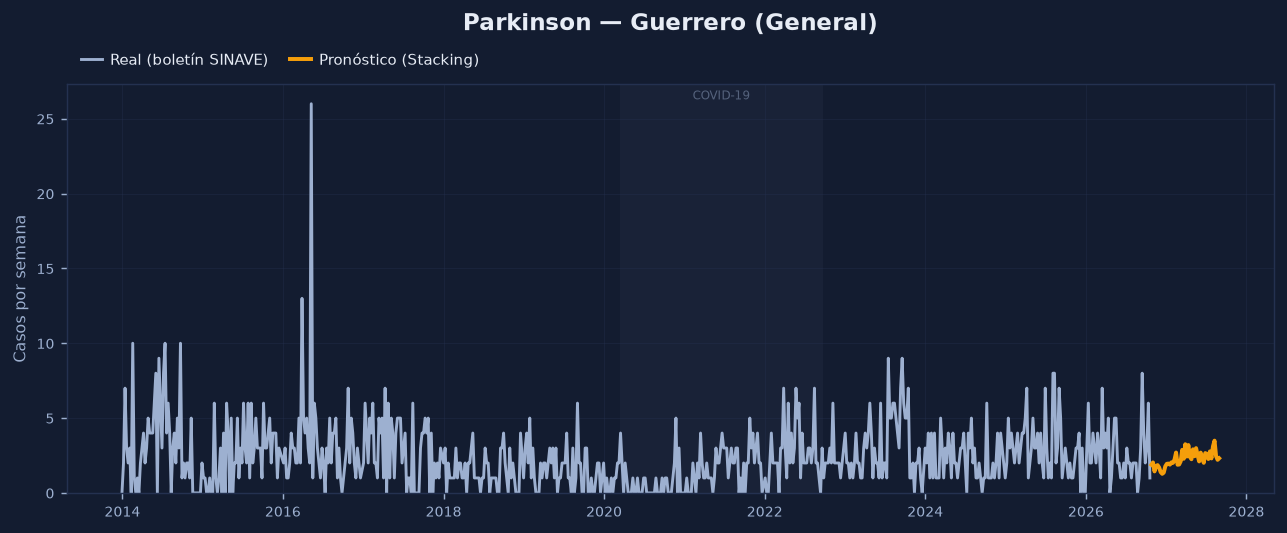 Parkinson — Guerrero (General)
Real (boletín SINAVE)
Pronóstico (Stacking)
COVID-19
Casos por semana
25
20
15
10
5
0
2014
2016
2018
2020
2022
2024
2026
2028